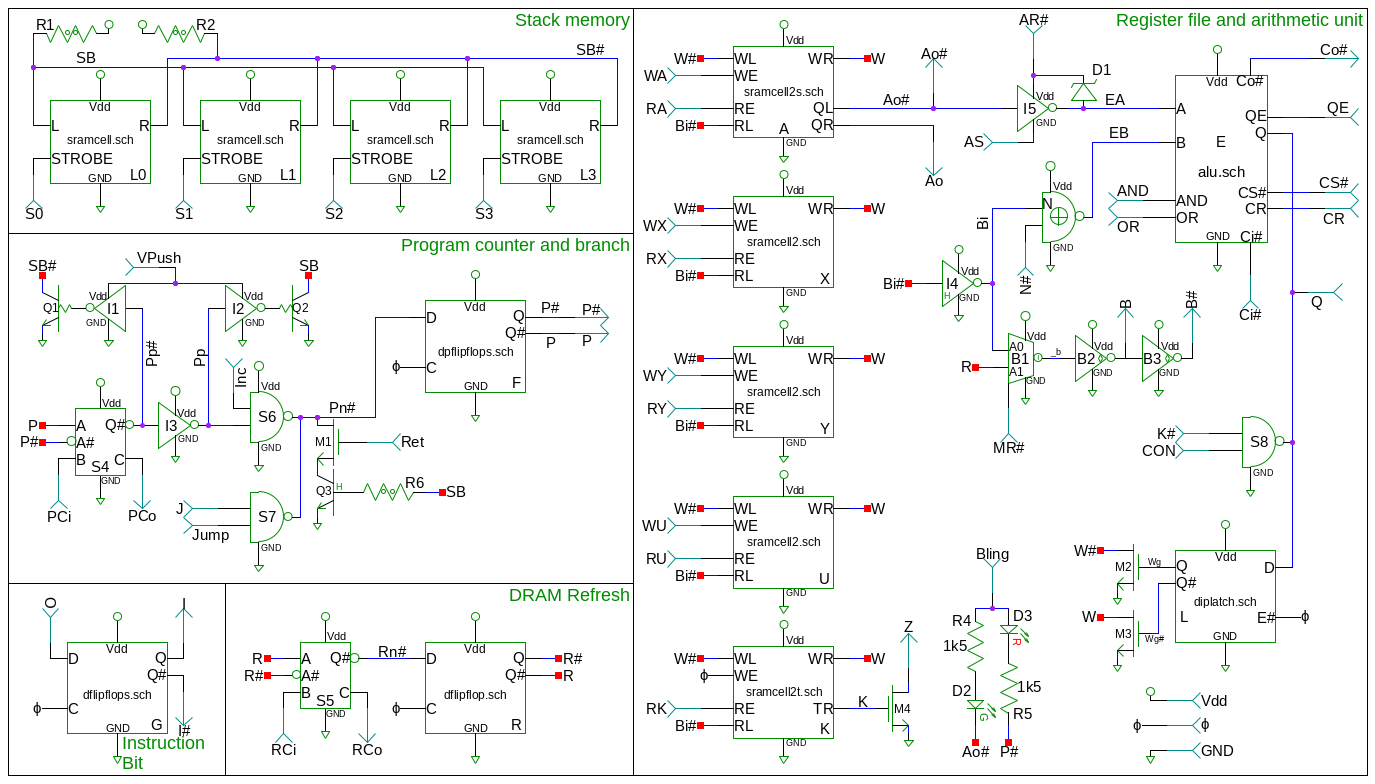 Stack memory
R1
R2
SB
SB#
Vdd
Vdd
Vdd
Vdd
L
R
L
R
L
R
L
R
sramcell.sch
sramcell.sch
sramcell.sch
sramcell.sch
STROBE
STROBE
STROBE
STROBE
GND
L0
GND
L1
GND
L2
GND
L3
S0
S1
S2
S3
Program counter and branch
VPush
SB#
SB
Q1
Vdd
I1
GND
I2
Vdd
GND
Q2
Pp#
Pp
Inc
Vdd
D
Q
P#
P#
Q#
P
P
dpflipflops.sch
ϕ
C
GND
F
Vdd
Vdd
Vdd
P
A
Q#
P#
A#
B
S4
C
GND
I3
GND
S6
GND
Pn#
M1
Ret
Q3
H
R6
SB
PCi
PCo
J
Jump
S7
GND
Instruction
Bit
O
I
Vdd
D
Q
Q#
dflipflops.sch
ϕ
C
GND
G
I#
DRAM Refresh
Vdd
R
A
Q#
R#
A#
B
S5
C
GND
RCi
RCo
Rn#
Vdd
D
Q
R#
Q#
R
dflipflop.sch
ϕ
C
GND
R
Register file and arithmetic unit
Vdd
W#
WL
WR
W
WA
WE
sramcell2s.sch
RA
RE
QL
Bi#
RL
QR
A
GND
Ao#
Ao#
Ao
Vdd
W#
WL
WR
W
WX
WE
sramcell2.sch
RX
RE
Bi#
RL
X
GND
Vdd
W#
WL
WR
W
WY
WE
sramcell2.sch
RY
RE
Bi#
RL
Y
GND
Vdd
W#
WL
WR
W
WU
WE
sramcell2.sch
RU
RE
Bi#
RL
U
GND
Vdd
W#
WL
WR
W
ϕ
WE
sramcell2t.sch
RK
RE
TR
Bi#
RL
K
GND
K
M4
Z
AR#
I5
Vdd
GND
AS
D1
EA
EB
Vdd
Co#
Co#
A
QE
QE
Q
B
E
alu.sch
AND
AND
OR
OR
CS#
CS#
CR
CR
GND
Ci#
Ci#
Bi
N
Vdd
GND
N#
Bi#
I4
Vdd
H
GND
Q
Vdd
A0
B1
A1
GND
R
MR#
_b
B2
Vdd
GND
B
B3
Vdd
GND
B#
K#
CON
S8
GND
Bling
R4
1k5
D3
R
D2
G
1k5
R5
Ao#
P#
W#
M2
Wg
W
M3
Wg#
Vdd
Q
D
Q#
diplatch.sch
L
E#
ϕ
GND
Vdd
ϕ
ϕ
GND